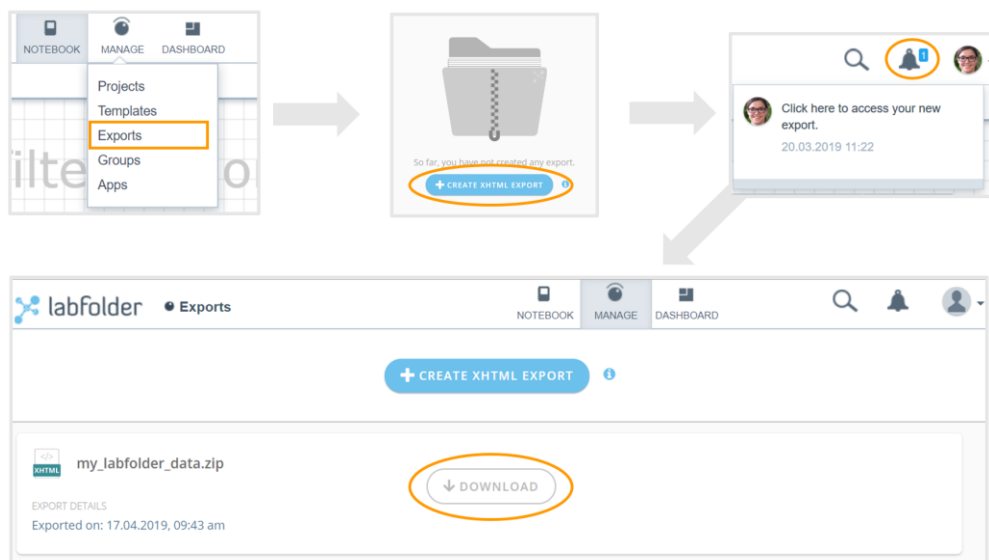 NOTEBOOK MANAGE DASHBOARD
Projects
Templates
Exports
Groups
Apps
So far, you have not created any export.
+ CREATE XHTML EXPORT
1
Click here to access your new
export.
20.03.2019 11:22
labfolder Exports
NOTEBOOK MANAGE DASHBOARD
+ CREATE XHTML EXPORT
</>
XHTML
my_labfolder_data.zip
DOWNLOAD
EXPORT DETAILS
Exported on: 17.04.2019, 09:43 am